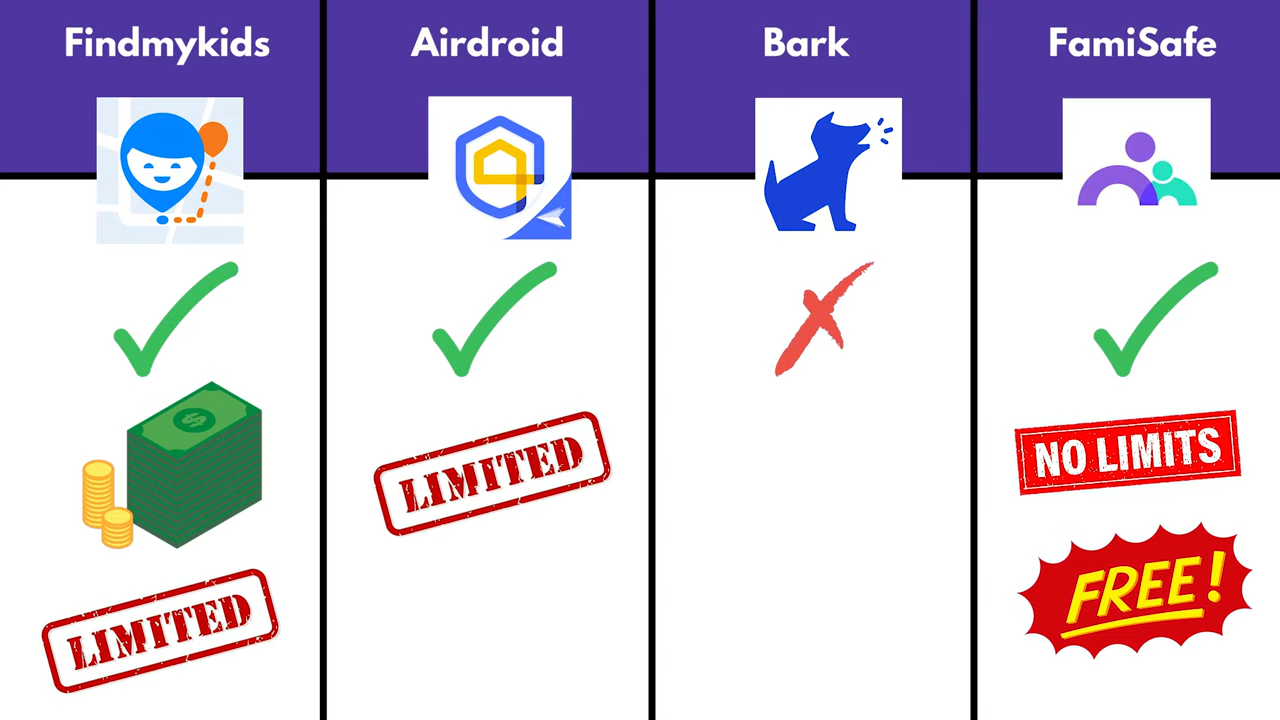 Findmykids
Airdroid
Bark
FamiSafe
$
LIMITED
NO LIMITS
FREE!
LIMITED